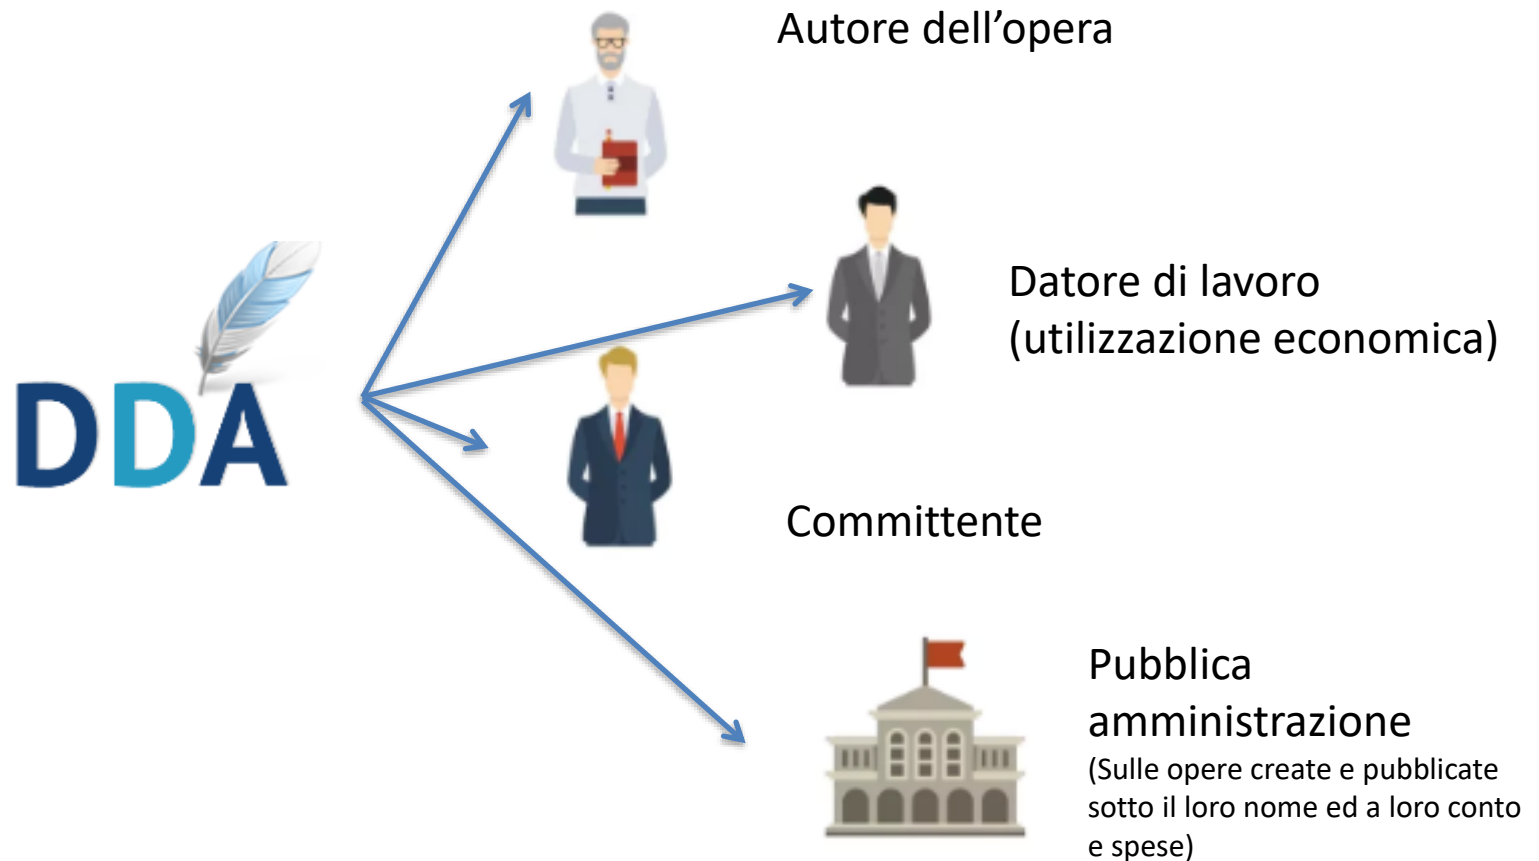 Autore dell’opera
Datore di lavoro
(utilizzazione economica)
DDA
Committente
Pubblica
amministrazione
(Sulle opere create e pubblicate
sotto il loro nome ed a loro conto
e spese)